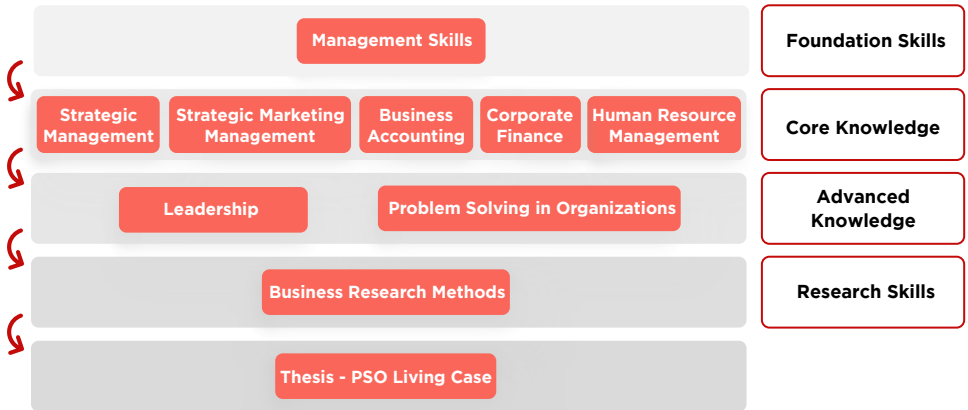 Management Skills
Foundation Skills
Strategic
Management
Strategic Marketing
Management
Business
Accounting
Corporate
Finance
Human Resource
Management
Core Knowledge
Leadership
Problem Solving in Organizations
Advanced
Knowledge
Business Research Methods
Research Skills
Thesis - PSO Living Case